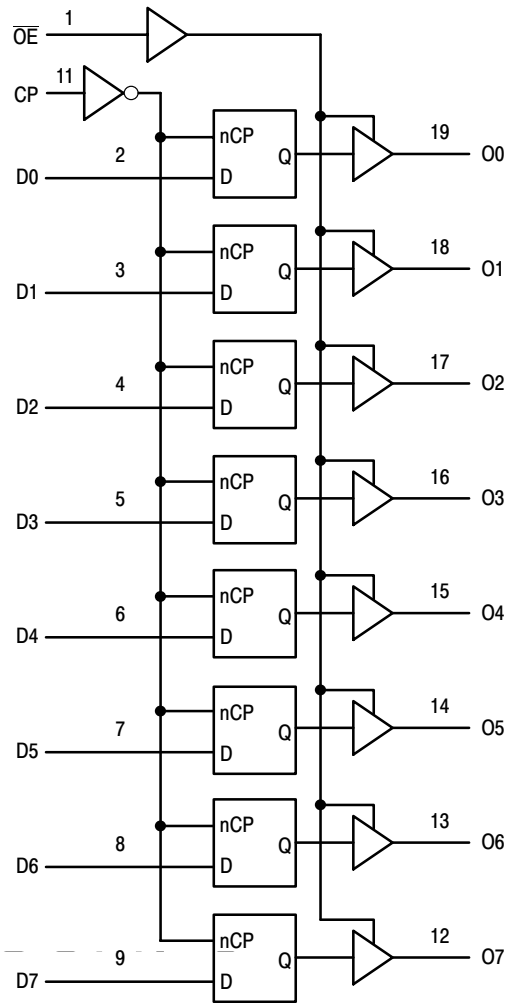 1
OE
11
CP
nCP
19
2
Q
O0
D0
D
nCP
18
3
Q
O1
D1
D
nCP
17
4
Q
O2
D2
D
nCP
16
5
Q
O3
D3
D
nCP
15
6
Q
O4
D4
D
nCP
14
7
Q
O5
D5
D
nCP
13
8
Q
O6
D6
D
nCP
12
9
Q
O7
D7
D